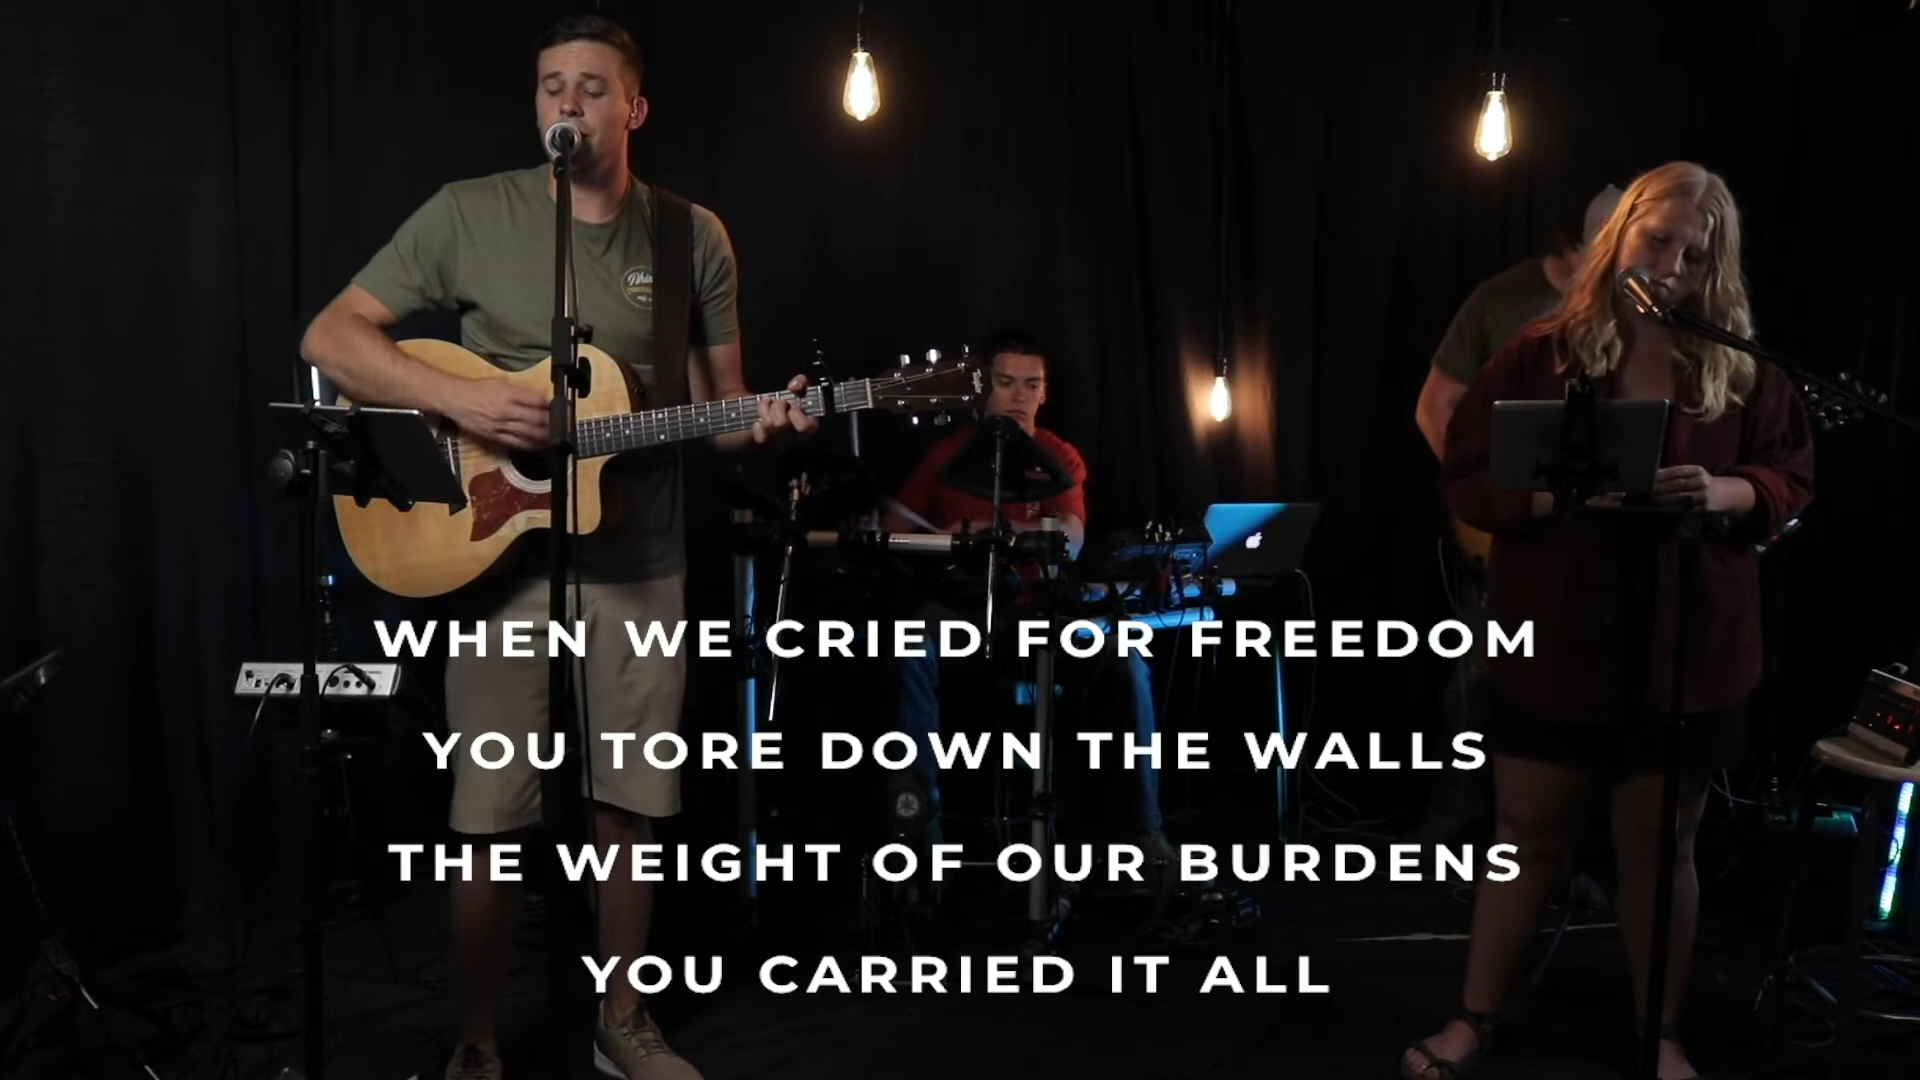 WHEN WE CRIED FOR FREEDOM
YOU TORE DOWN THE WALLS
THE WEIGHT OF OUR BURDENS
YOU CARRIED IT ALL